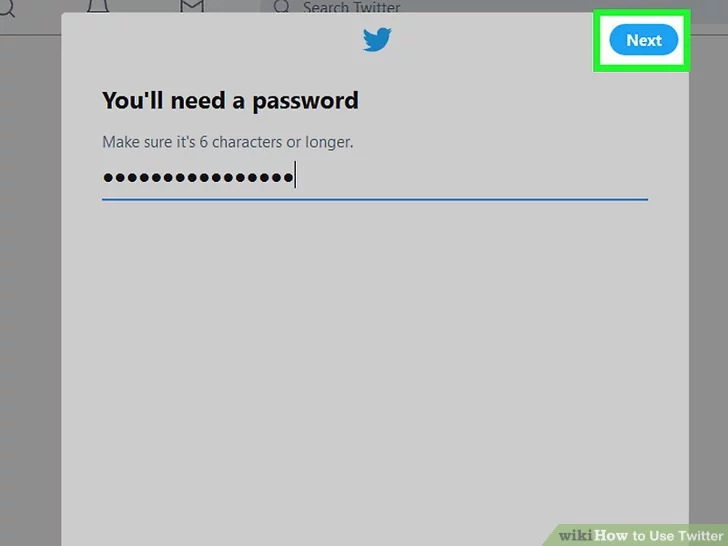 Search Twitter
Next
You'll need a password
Make sure it's 6 characters or longer.
●●●●●●●●●●●●●●●●
wikiHow to Use Twitter